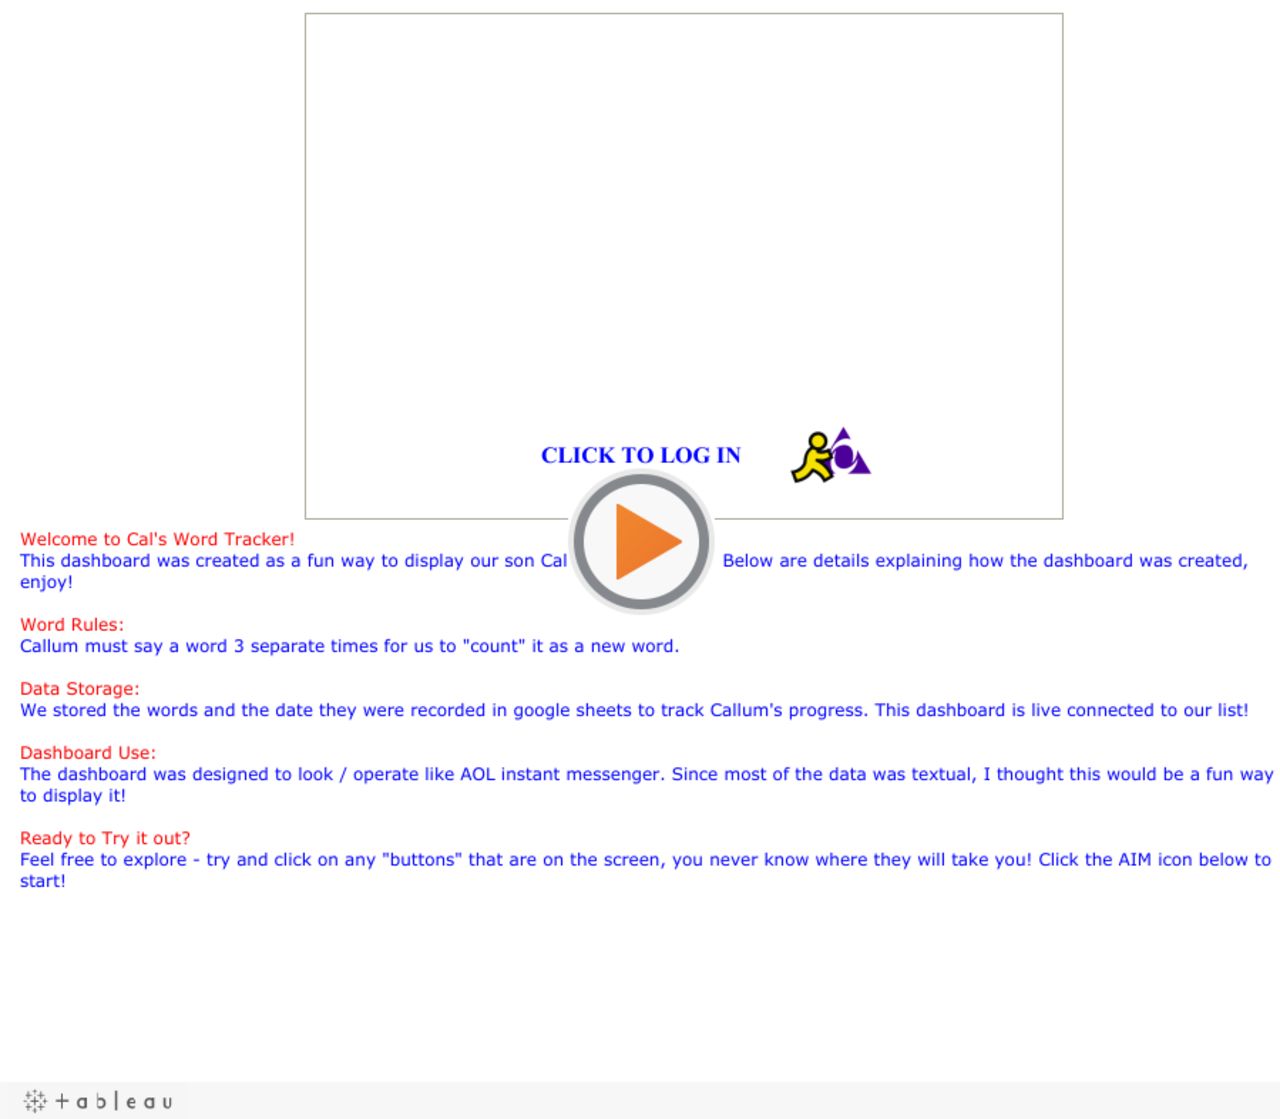 CLICK TO LOG IN
Welcome to Cal's Word Tracker!
This dashboard was created as a fun way to display our son Cal Below are details explaining how the dashboard was created,
enjoy!
Word Rules:
Callum must say a word 3 separate times for us to "count" it as a new word.
Data Storage:
We stored the words and the date they were recorded in google sheets to track Callum's progress. This dashboard is live connected to our list!
Dashboard Use:
The dashboard was designed to look / operate like AOL instant messenger. Since most of the data was textual, I thought this would be a fun way
to display it!
Ready to Try it out?
Feel free to explore - try and click on any "buttons" that are on the screen, you never know where they will take you! Click the AIM icon below to
start!
+ a b l e a u